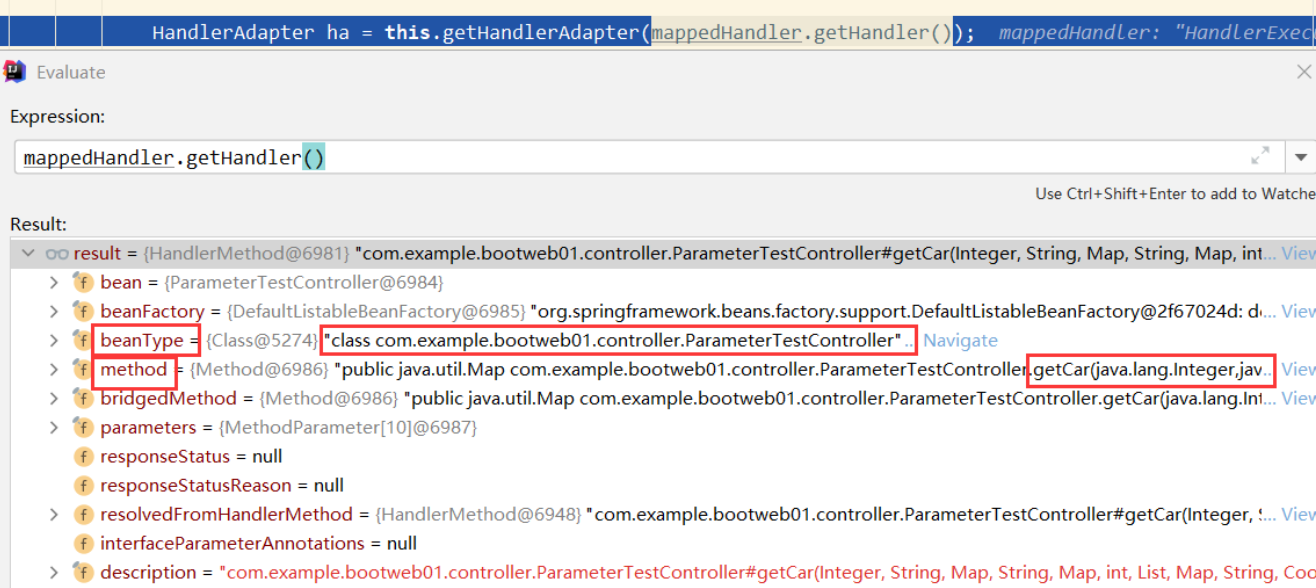 HandlerAdapter ha = this.getHandlerAdapter(mappedHandler.getHandler()); mappedHandler: "HandlerExec
Evaluate
Expression:
mappedHandler.getHandler()
Use Ctrl+Shift+Enter to add to Watche
Result:
result = {HandlerMethod@6981} "com.example.bootweb01.controller.ParameterTestController#getCar(Integer, String, Map, String, Map, int... View
bean = {ParameterTestController@6984}
beanFactory = {DefaultListableBeanFactory@6985} "org.springframework.beans.factory.support.DefaultListableBeanFactory@2f67024d: de... View
beanType = {Class@5274} "class com.example.bootweb01.controller.ParameterTestController" ... Navigate
method = {Method@6986} "public java.util.Map com.example.bootweb01.controller.ParameterTestController.getCar(java.lang.Integer,jav... View
bridgedMethod = {Method@6986} "public java.util.Map com.example.bootweb01.controller.ParameterTestController.getCar(java.lang.Int... View
parameters = {MethodParameter[10]@6987}
responseStatus = null
responseStatusReason = null
resolvedFromHandlerMethod = {HandlerMethod@6948} "com.example.bootweb01.controller.ParameterTestController#getCar(Integer, S... View
interfaceParameterAnnotations = null
description = "com.example.bootweb01.controller.ParameterTestController#getCar(Integer, String, Map, String, Map, int, List, Map, String, Coo